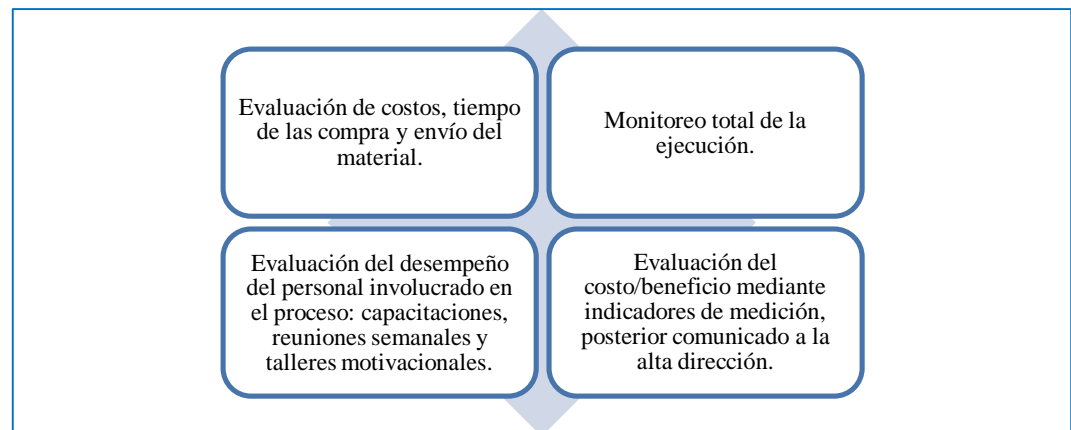 Evaluación de costos, tiempo
de las compra y envío del
material.
Monitoreo total de la
ejecución.
Evaluación del desempeño
del personal involucrado en
el proceso: capacitaciones,
reuniones semanales y
talleres motivacionales.
Evaluación del
costo/beneficio mediante
indicadores de medición,
posterior comunicado a la
alta dirección.